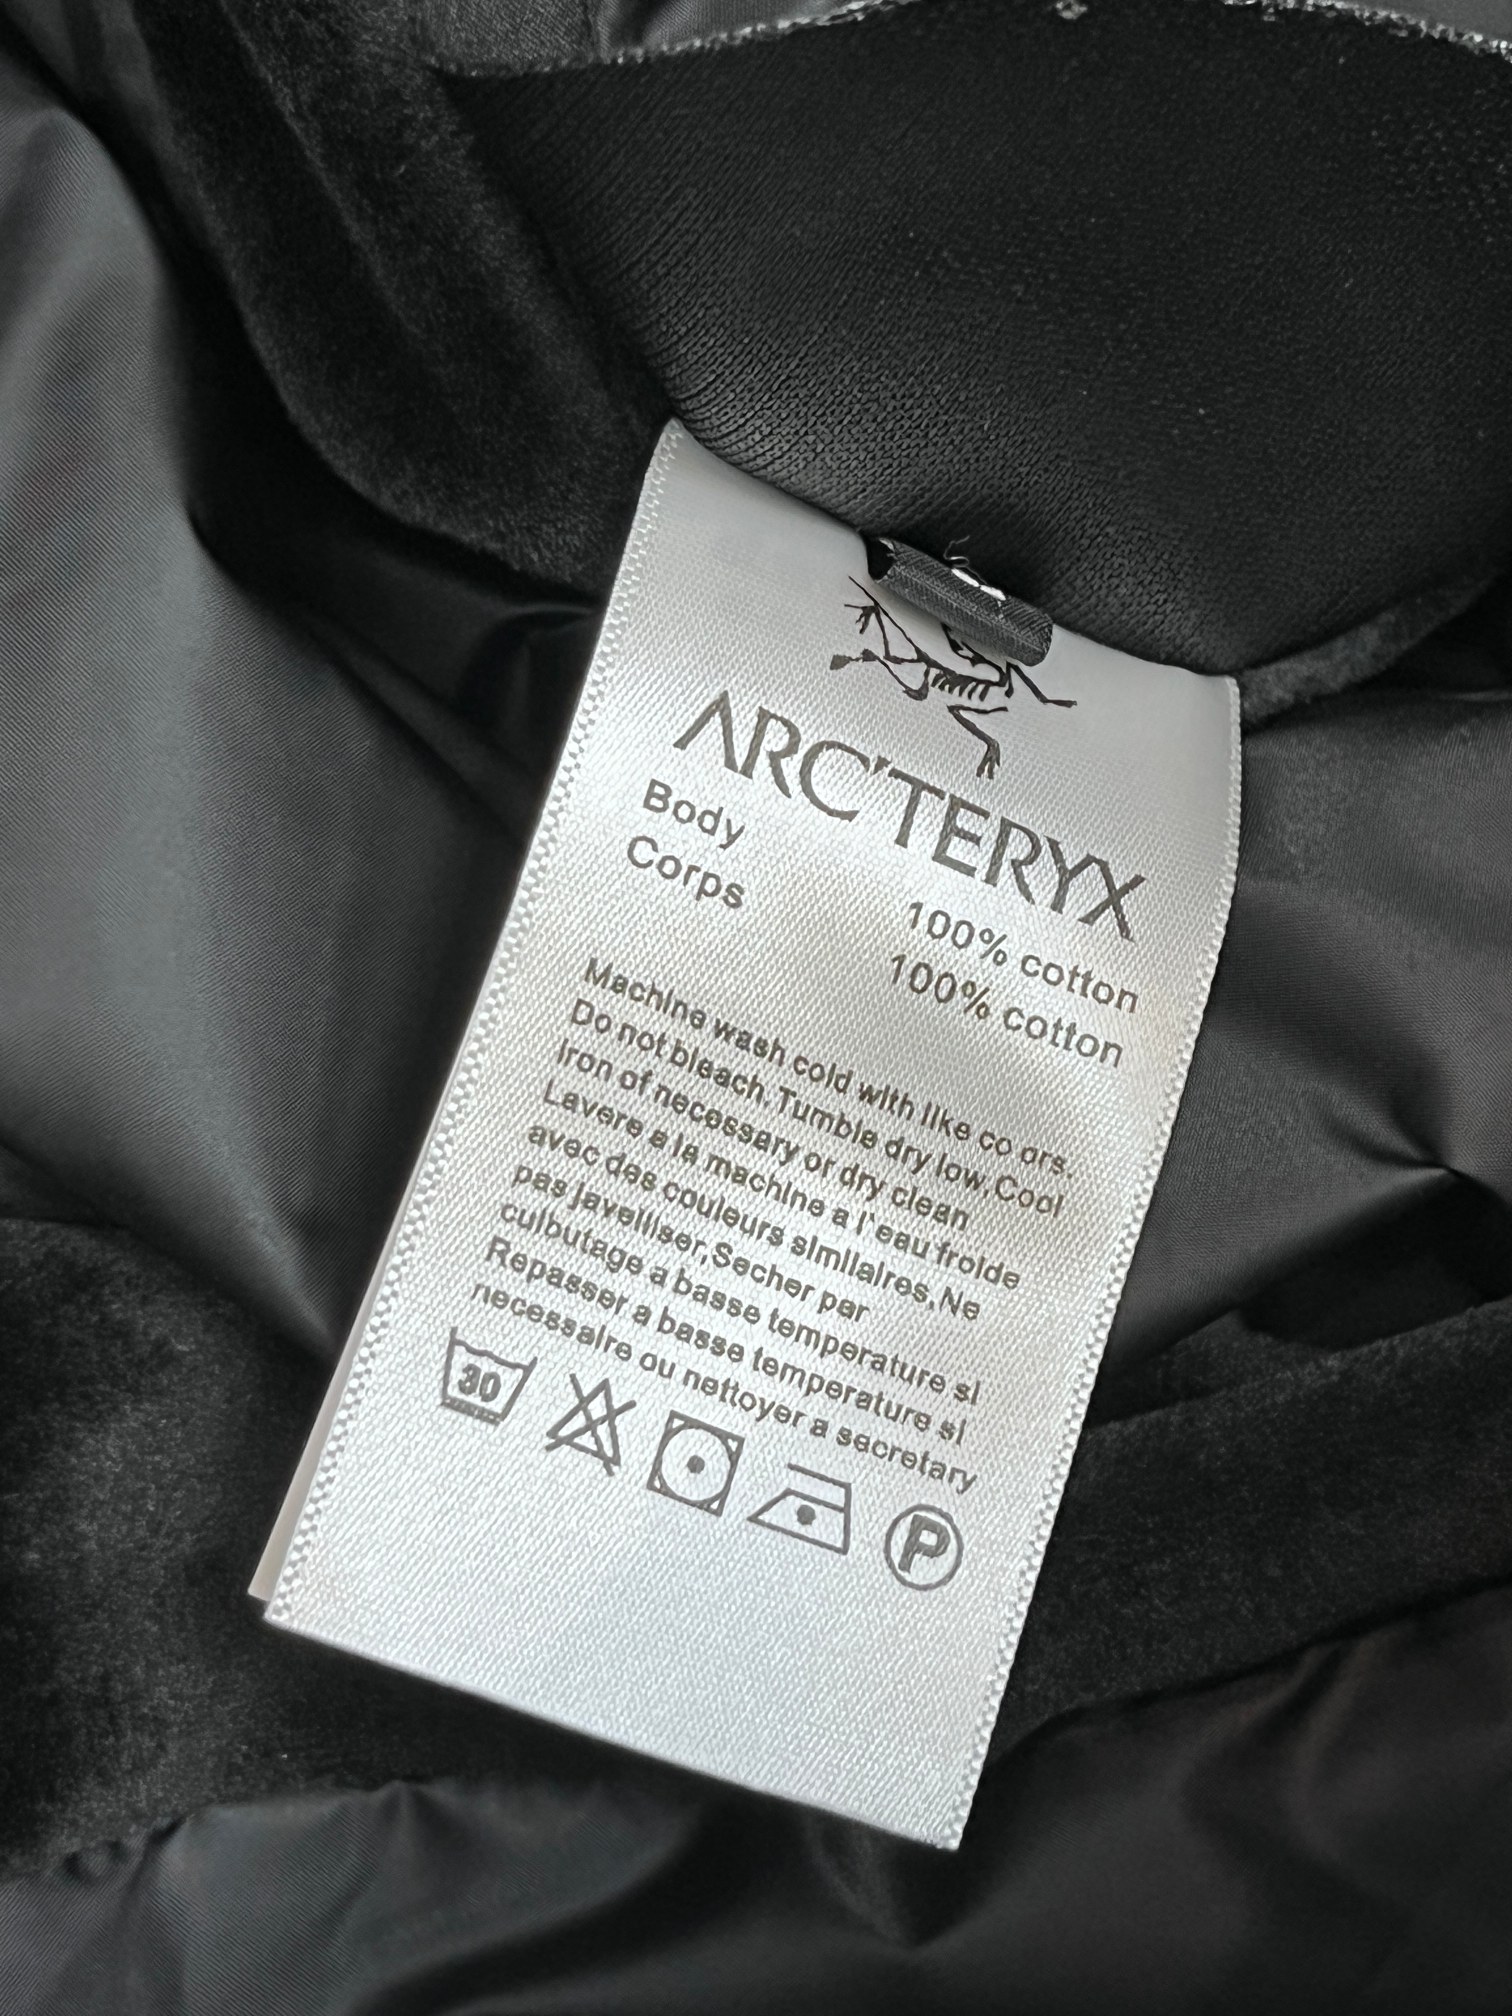 ARC'TERYX
Body 100% cotton
Corps 100% cotton
Machine wash cold with like co ors.
Do not bleach.Tumble dry low,Cool
iron of necessary or dry clean
Lavere a la machine a l'eau froide
avec des couleurs similaires,Ne
pas javelliser,Secher par
culbutage a basse temperature si
Repasser a basse temperature si
necessaire ou nettoyer a secretary
30
P